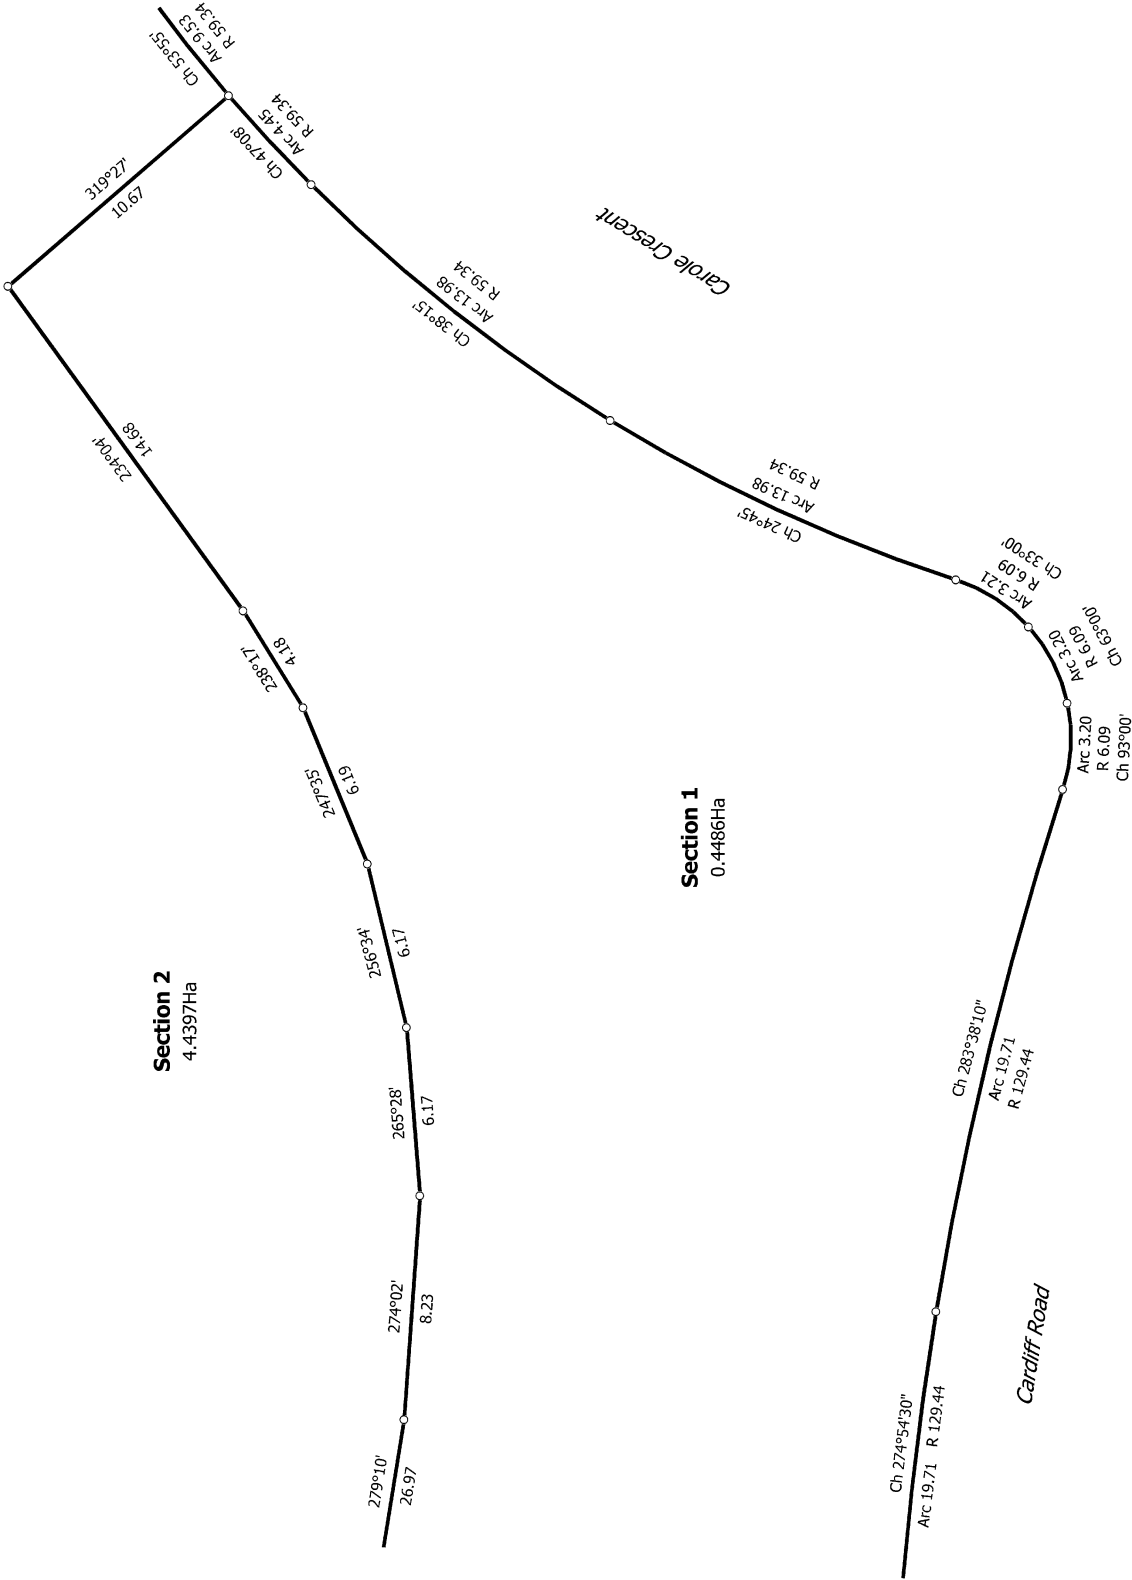 Ch 53°55'
Arc 9.53
R 59.34
Ch 47°08'
Arc 4.45
R 59.34
319°27'
10.67
Carole Crescent
Ch 38°15'
Arc 13.98
R 59.34
234°04'
14.68
Ch 24°45'
Arc 13.98
R 59.34
Arc 3.21
R 6.09
Ch 33°00'
Arc 3.20
R 6.09
Ch 63°00'
238°17'
4.18
Arc 3.20
R 6.09
Ch 93°00'
247°35'
6.19
Section 1
0.4486Ha
256°34'
6.17
Section 2
4.4397Ha
Ch 283°38'10"
Arc 19.71
R 129.44
265°28'
6.17
274°02'
8.23
Cardiff Road
Ch 274°54'30"
Arc 19.71 R 129.44
279°10'
26.97